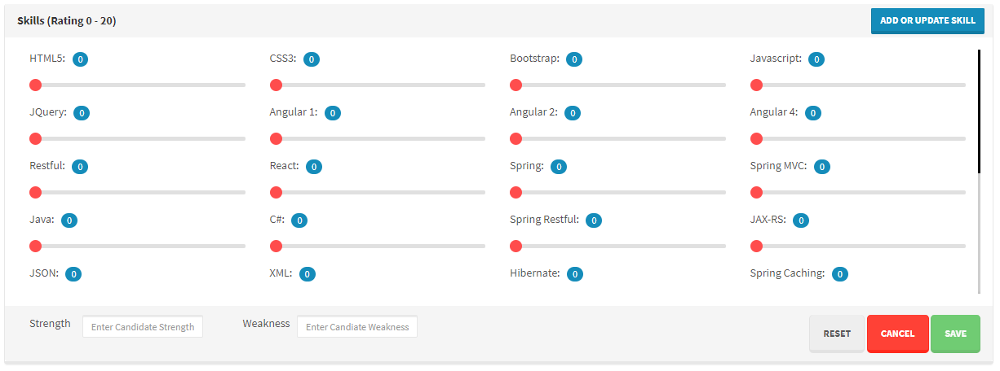 Skills (Rating 0 - 20) ADD OR UPDATE SKILL
HTML5: 0 CSS3: 0 Bootstrap: 0 Javascript: 0
JQuery: 0 Angular 1: 0 Angular 2: 0 Angular 4: 0
Restful: 0 React: 0 Spring: 0 Spring MVC: 0
Java: 0 C#: 0 Spring Restful: 0 JAX-RS: 0
JSON: 0 XML: 0 Hibernate: 0 Spring Caching: 0
Strength Enter Candidate Strength Weakness Enter Candiate Weakness RESET CANCEL SAVE